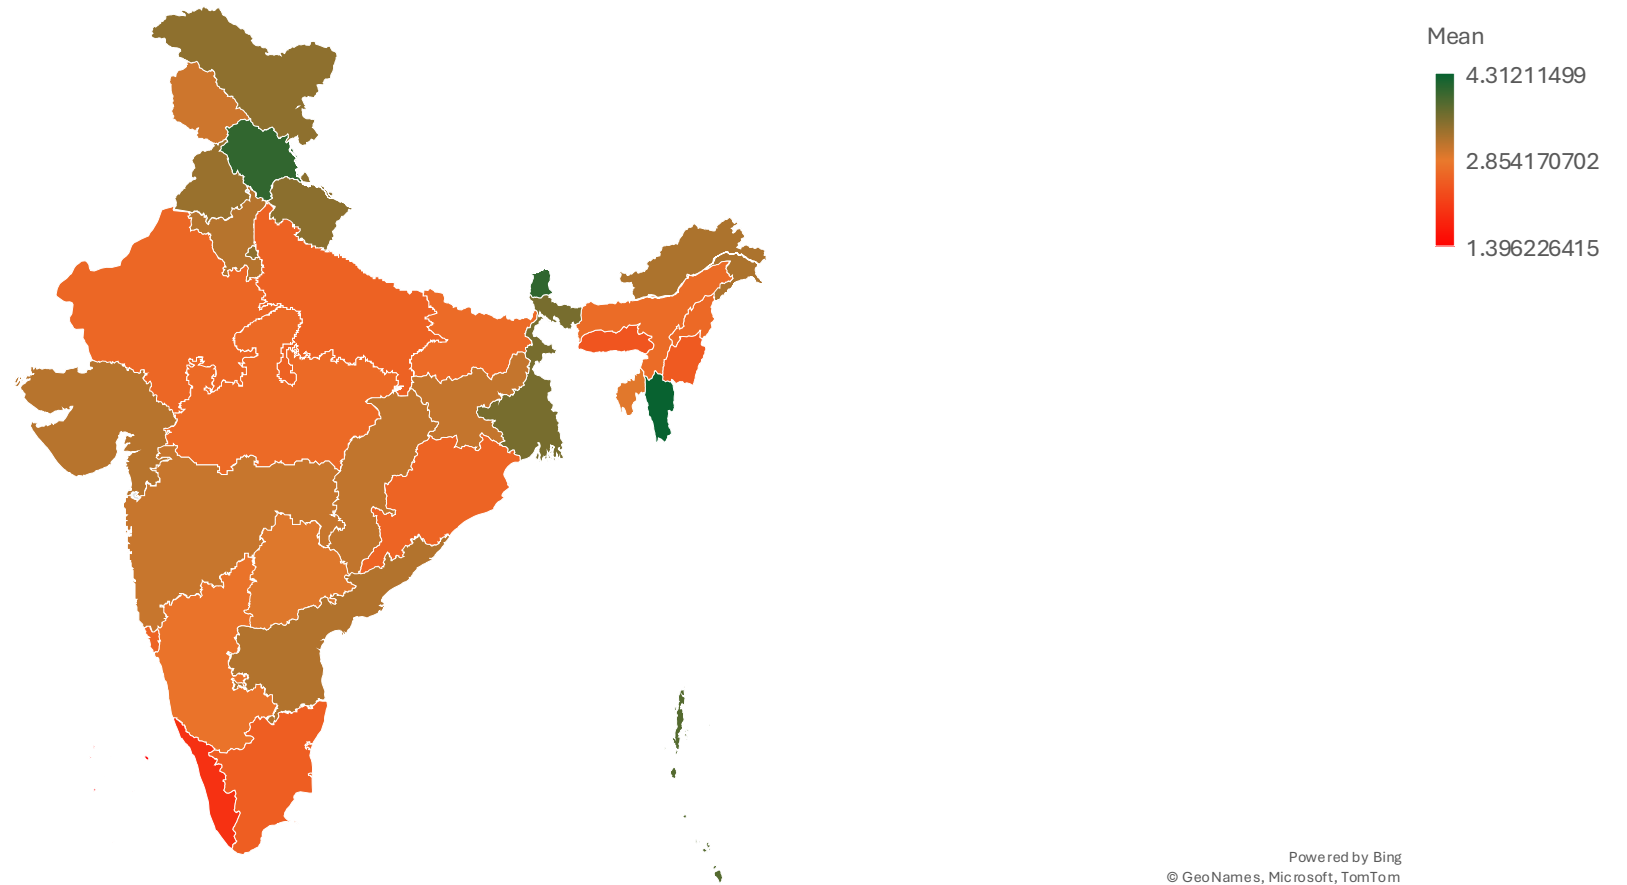 Mean
4.31211499
2.854170702
1.396226415
Powered by Bing
© GeoNames, Microsoft, TomTom